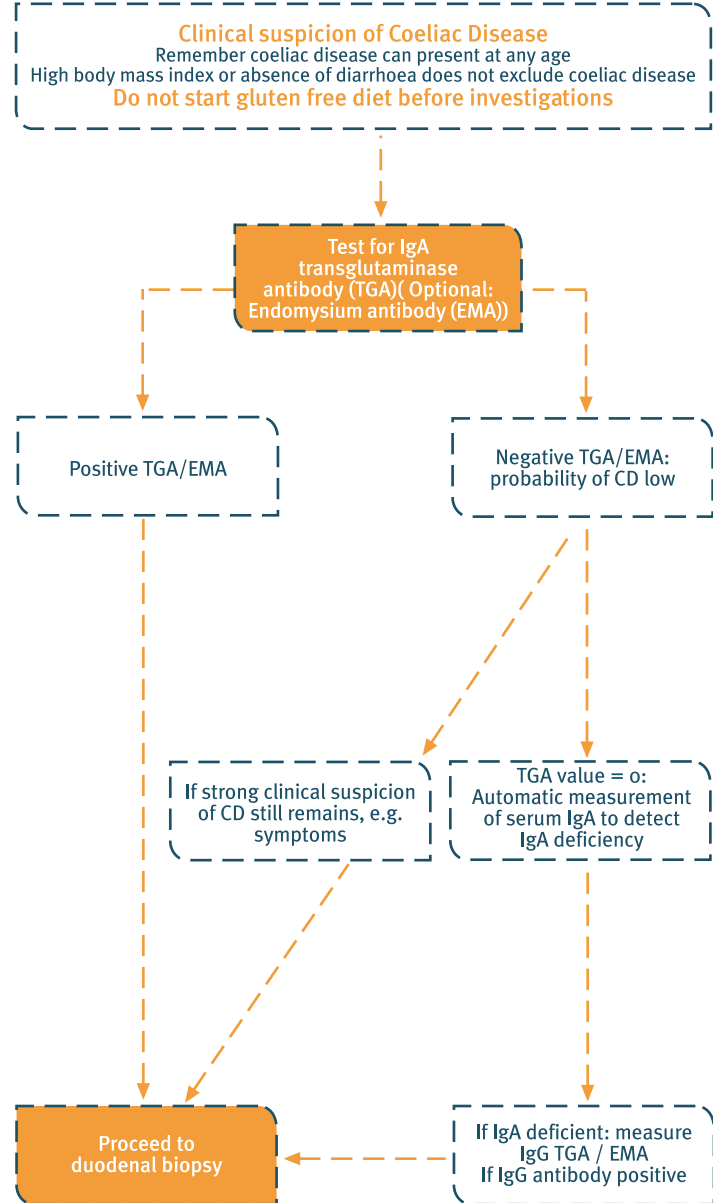 Clinical suspicion of Coeliac Disease
Remember coeliac disease can present at any age
High body mass index or absence of diarrhoea does not exclude coeliac disease
Do not start gluten free diet before investigations
Test for IgA
transglutaminase
antibody (TGA)( Optional:
Endomysium antibody (EMA))
Positive TGA/EMA
Negative TGA/EMA:
probability of CD low
If strong clinical suspicion
of CD still remains, e.g.
symptoms
TGA value = 0:
Automatic measurement
of serum IgA to detect
IgA deficiency
Proceed to
duodenal biopsy
If IgA deficient: measure
IgG TGA / EMA
If IgG antibody positive